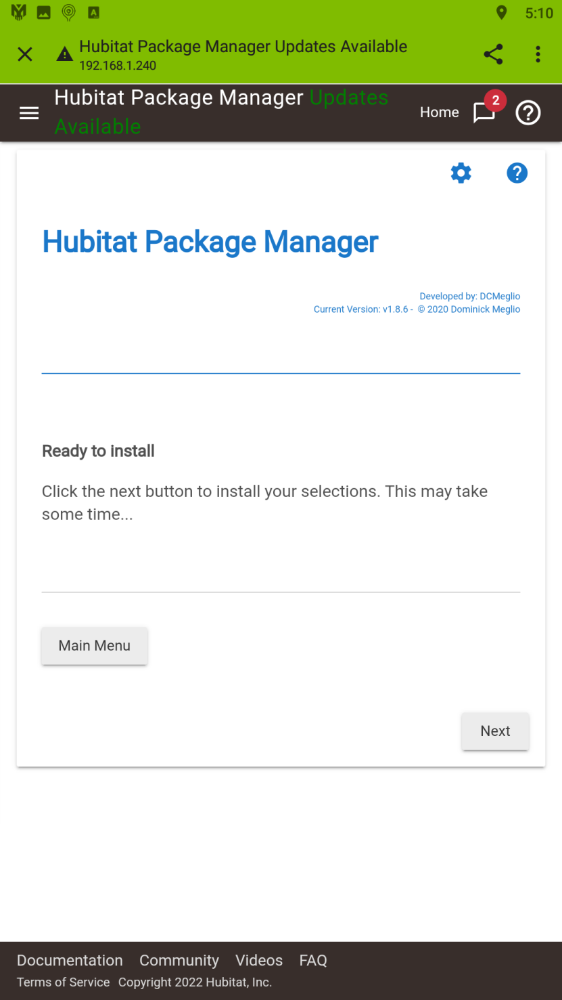 5:10
Hubitat Package Manager Updates Available
192.168.1.240
Hubitat Package Manager Updates
Available
Home
2
Hubitat Package Manager
Developed by: DCMeglio
Current Version: v1.8.6 - © 2020 Dominick Meglio
Ready to install
Click the next button to install your selections. This may take
some time...
Main Menu
Next
Documentation Community Videos FAQ
Terms of Service Copyright 2022 Hubitat, Inc.